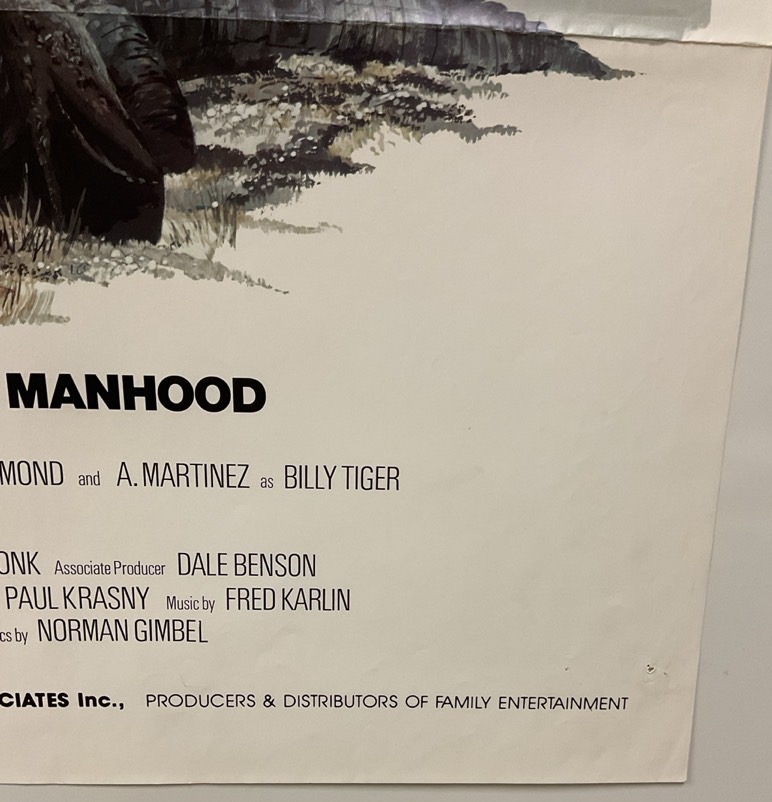 MANHOOD
MOND and A. MARTINEZ as BILLY TIGER
ONK Associate Producer DALE BENSON
PAUL KRASNY Music by FRED KARLIN
cs by NORMAN GIMBEL
CIATES Inc., PRODUCERS & DISTRIBUTORS OF FAMILY ENTERTAINMENT